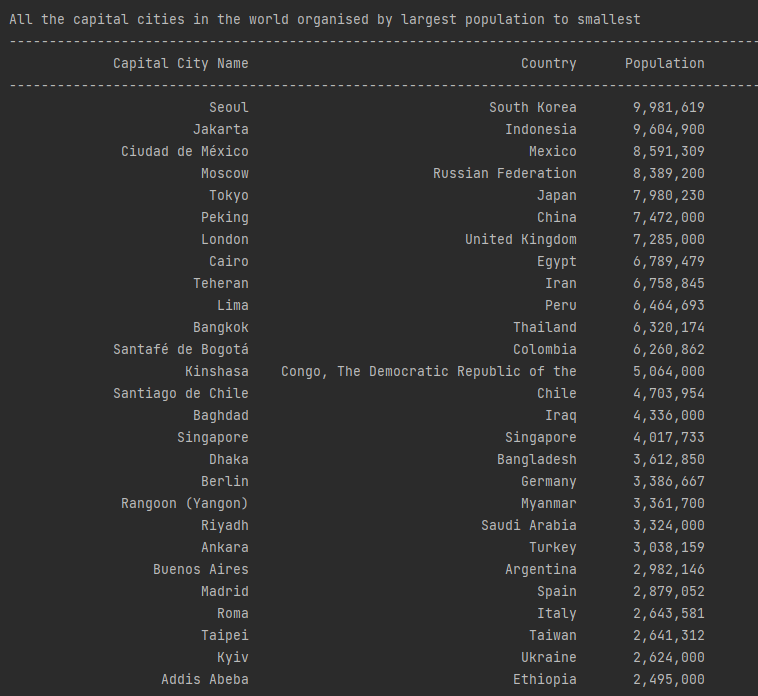 All the capital cities in the world organised by largest population to smallest
----------------------------------------------------------------------------------------------
Capital City Name Country Population
----------------------------------------------------------------------------------------------
Seoul South Korea 9,981,619
Jakarta Indonesia 9,604,900
Ciudad de México Mexico 8,591,309
Moscow Russian Federation 8,389,200
Tokyo Japan 7,980,230
Peking China 7,472,000
London United Kingdom 7,285,000
Cairo Egypt 6,789,479
Teheran Iran 6,758,845
Lima Peru 6,464,693
Bangkok Thailand 6,320,174
Santafé de Bogotá Colombia 6,260,862
Kinshasa Congo, The Democratic Republic of the 5,064,000
Santiago de Chile Chile 4,703,954
Baghdad Iraq 4,336,000
Singapore Singapore 4,017,733
Dhaka Bangladesh 3,612,850
Berlin Germany 3,386,667
Rangoon (Yangon) Myanmar 3,361,700
Riyadh Saudi Arabia 3,324,000
Ankara Turkey 3,038,159
Buenos Aires Argentina 2,982,146
Madrid Spain 2,879,052
Roma Italy 2,643,581
Taipei Taiwan 2,641,312
Kyiv Ukraine 2,624,000
Addis Abeba Ethiopia 2,495,000